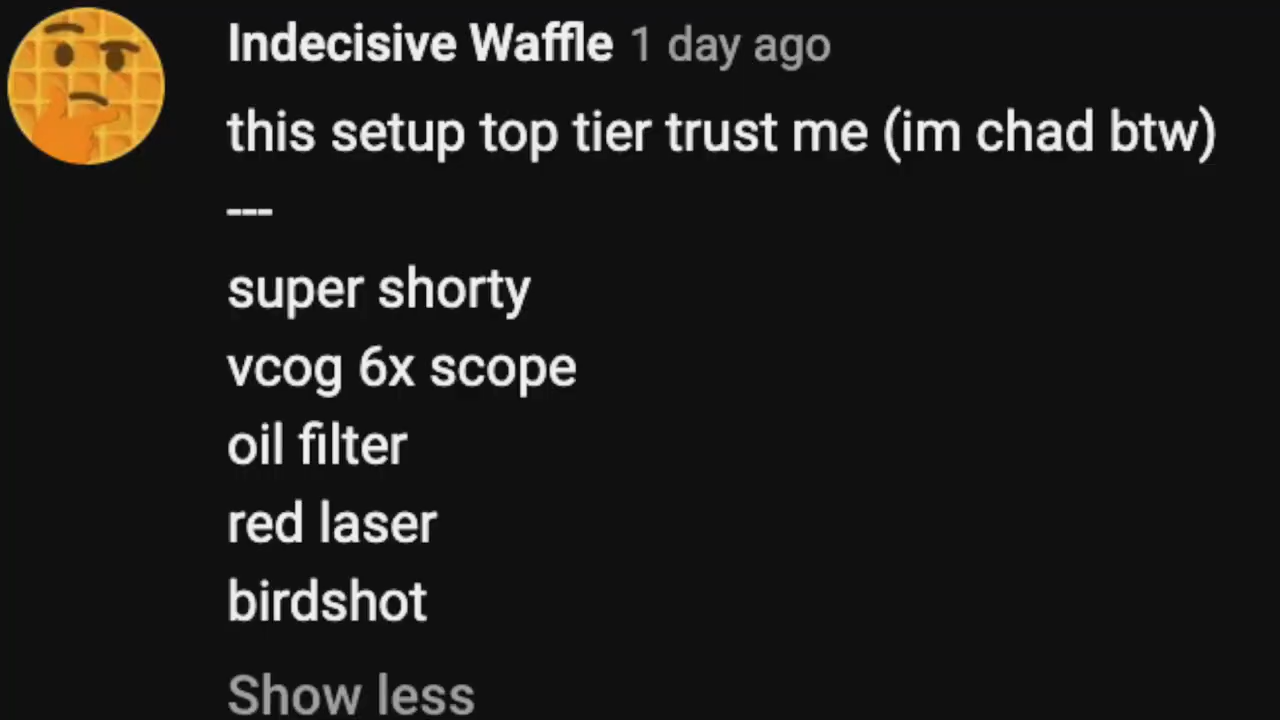 Indecisive Waffle 1 day ago
this setup top tier trust me (im chad btw)
---
super shorty
vcog 6x scope
oil filter
red laser
birdshot
Show less